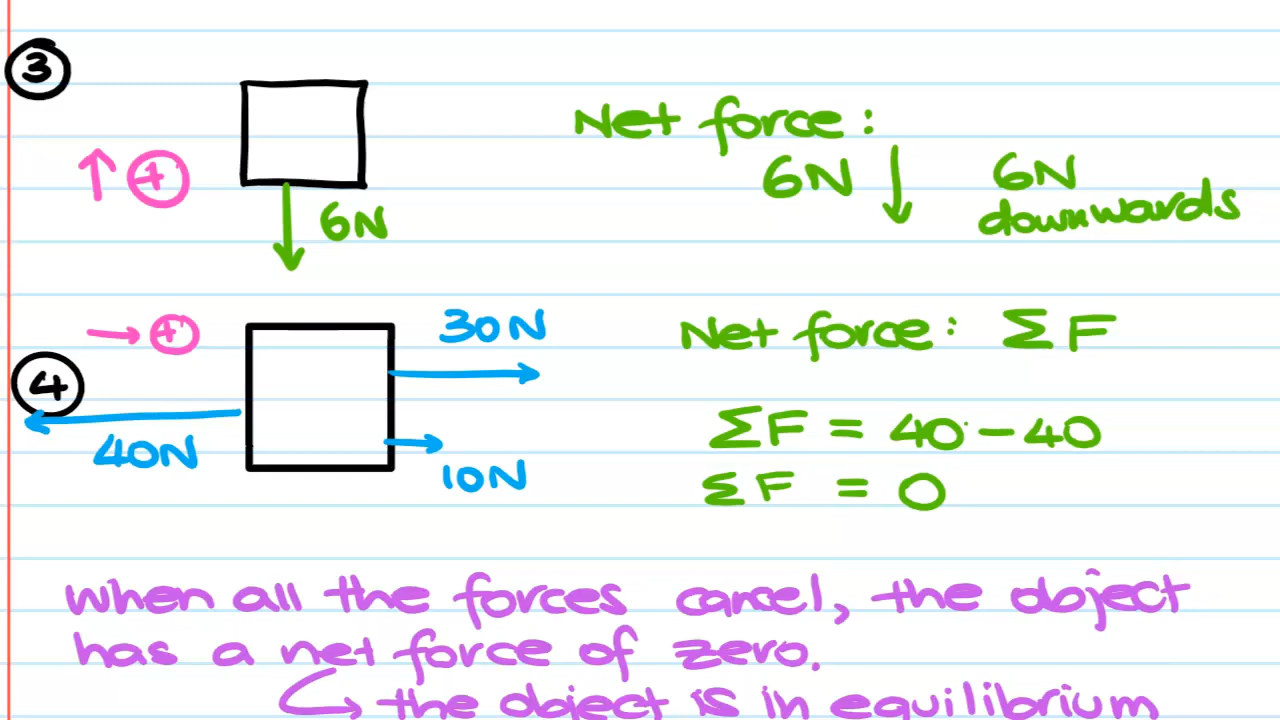 3
Net force:
6N
6N
downwards
+
6N
+
30N
Net force: ΣF
4
40N
10N
ΣF = 40 - 40
ΣF = 0
When all the forces cancel, the object
has a net force of zero.
the object is in equilibrium